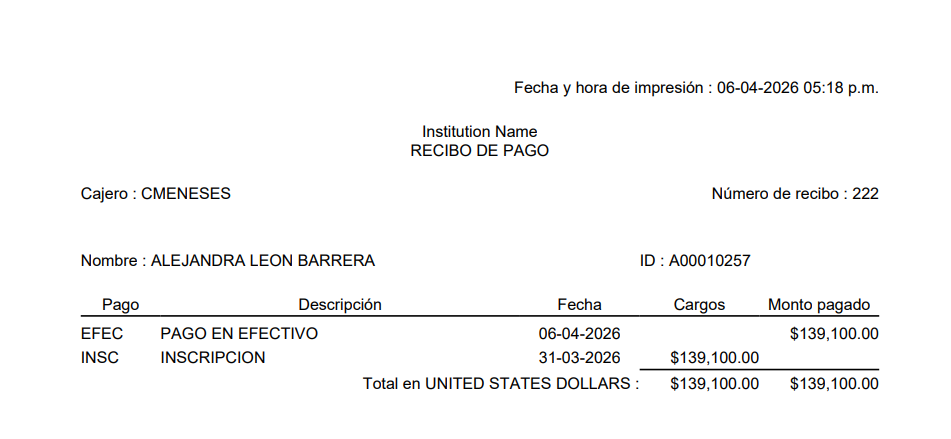 Fecha y hora de impresión : 06-04-2026 05:18 p.m.
Institution Name
RECIBO DE PAGO
Cajero : CMENESES Número de recibo : 222
Nombre : ALEJANDRA LEON BARRERA ID : A00010257
Pago Descripción Fecha Cargos Monto pagado
EFEC PAGO EN EFECTIVO 06-04-2026 $139,100.00
INSC INSCRIPCION 31-03-2026 $139,100.00
Total en UNITED STATES DOLLARS : $139,100.00 $139,100.00